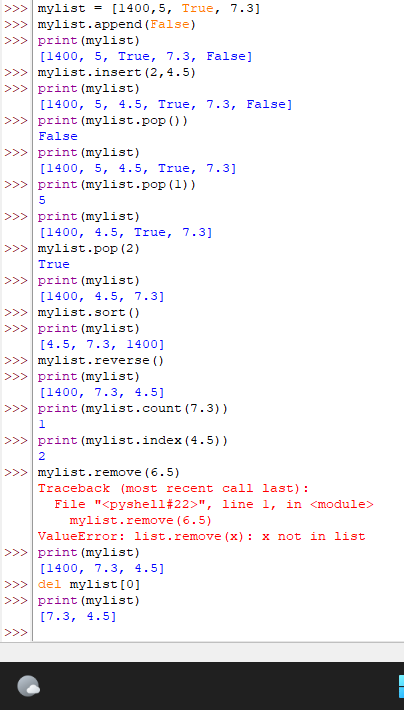 >>> mylist = [1400,5, True, 7.3]
>>> mylist.append(False)
>>> print(mylist)
[1400, 5, True, 7.3, False]
>>> mylist.insert(2,4.5)
>>> print(mylist)
[1400, 5, 4.5, True, 7.3, False]
>>> print(mylist.pop())
False
>>> print(mylist)
[1400, 5, 4.5, True, 7.3]
>>> print(mylist.pop(1))
5
>>> print(mylist)
[1400, 4.5, True, 7.3]
>>> mylist.pop(2)
True
>>> print(mylist)
[1400, 4.5, 7.3]
>>> mylist.sort()
>>> print(mylist)
[4.5, 7.3, 1400]
>>> mylist.reverse()
>>> print(mylist)
[1400, 7.3, 4.5]
>>> print(mylist.count(7.3))
1
>>> print(mylist.index(4.5))
2
>>> mylist.remove(6.5)
Traceback (most recent call last):
  File "<pyshell#22>", line 1, in <module>
    mylist.remove(6.5)
ValueError: list.remove(x): x not in list
>>> print(mylist)
[1400, 7.3, 4.5]
>>> del mylist[0]
>>> print(mylist)
[7.3, 4.5]
>>>